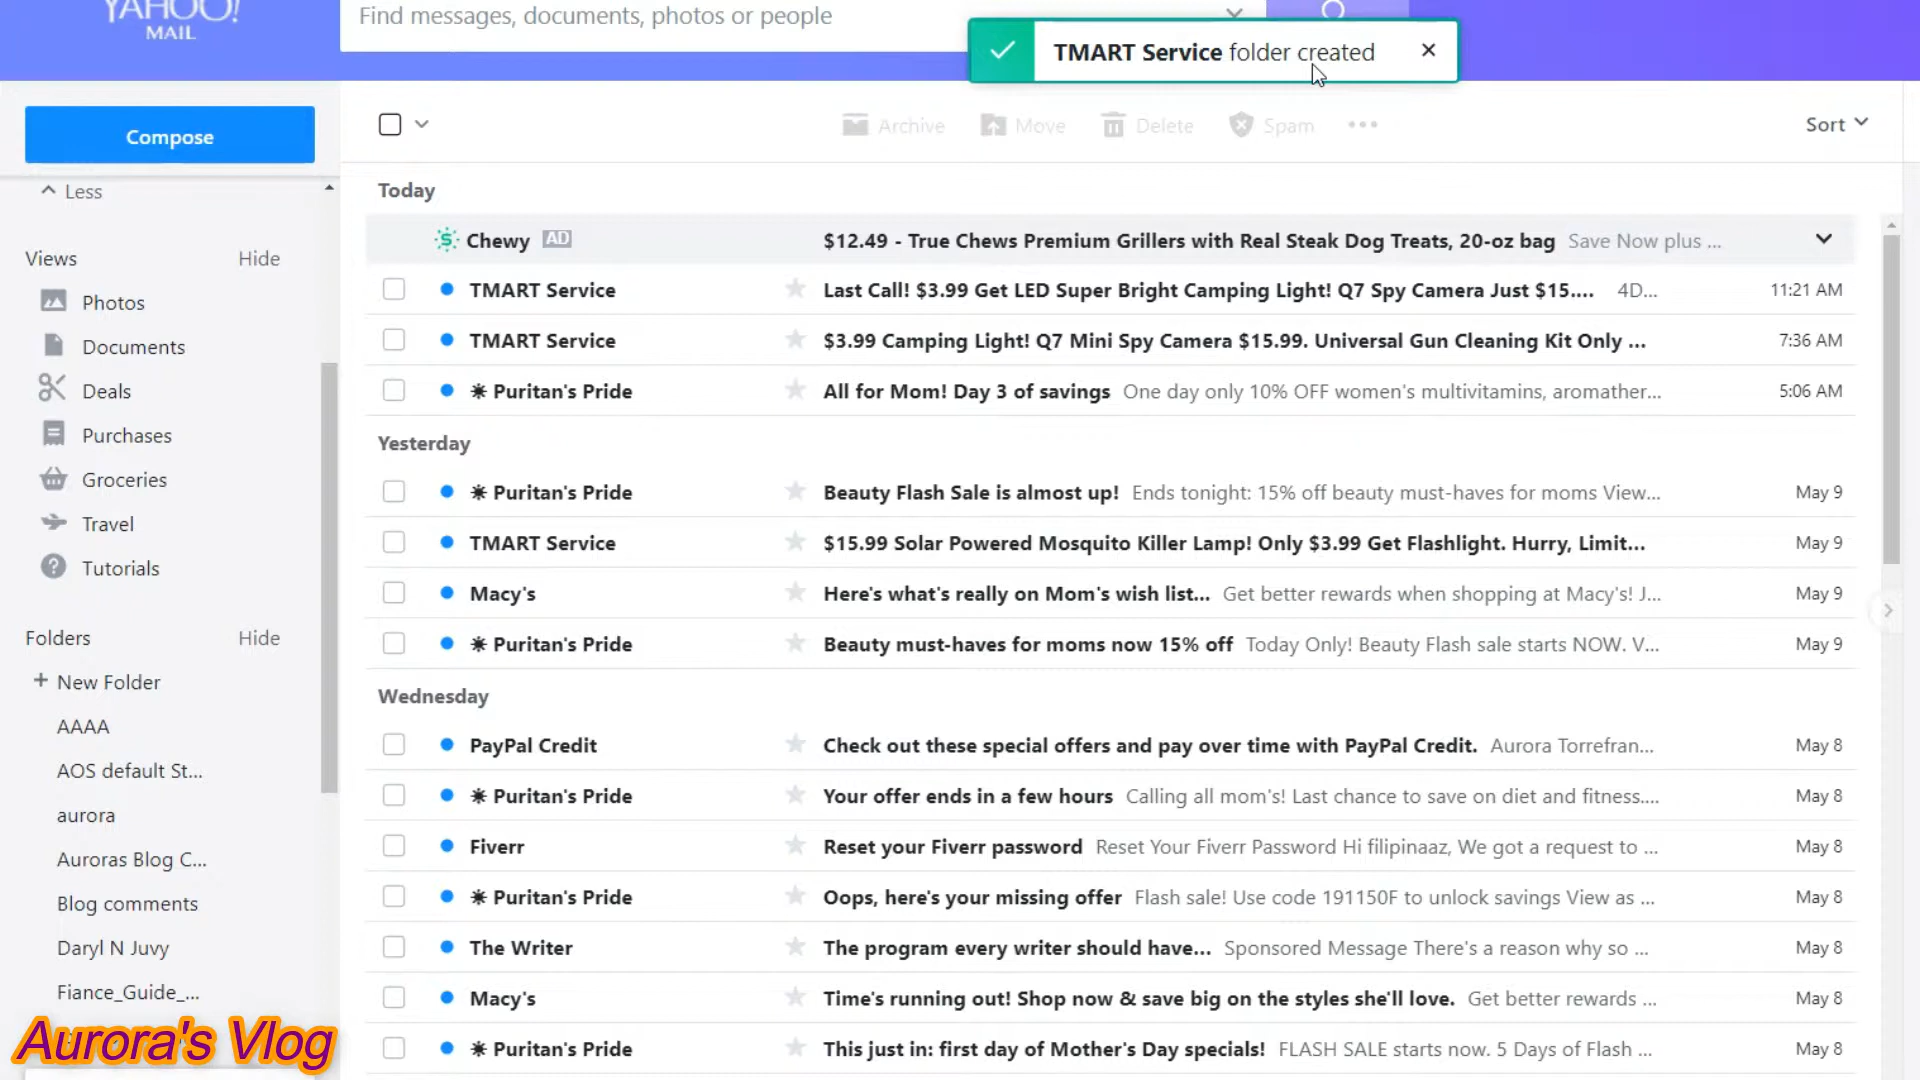 YAHOO!
MAIL
Find messages, documents, photos or people
TMART Service folder created
Compose
Archive Move Delete Spam
Sort
Less
Views Hide
Photos
Documents
Deals
Purchases
Groceries
Travel
Tutorials
Folders Hide
+ New Folder
AAAA
AOS default St...
aurora
Auroras Blog C...
Blog comments
Daryl N Juvy
Fiance_Guide_...
Today
Chewy AD $12.49 - True Chews Premium Grillers with Real Steak Dog Treats, 20-oz bag Save Now plus ...
TMART Service Last Call! $3.99 Get LED Super Bright Camping Light! Q7 Spy Camera Just $15.... 4D... 11:21 AM
TMART Service $3.99 Camping Light! Q7 Mini Spy Camera $15.99. Universal Gun Cleaning Kit Only ... 7:36 AM
☀ Puritan's Pride All for Mom! Day 3 of savings One day only 10% OFF women's multivitamins, aromather... 5:06 AM
Yesterday
☀ Puritan's Pride Beauty Flash Sale is almost up! Ends tonight: 15% off beauty must-haves for moms View... May 9
TMART Service $15.99 Solar Powered Mosquito Killer Lamp! Only $3.99 Get Flashlight. Hurry, Limit... May 9
Macy's Here's what's really on Mom's wish list... Get better rewards when shopping at Macy's! J... May 9
☀ Puritan's Pride Beauty must-haves for moms now 15% off Today Only! Beauty Flash sale starts NOW. V... May 9
Wednesday
PayPal Credit Check out these special offers and pay over time with PayPal Credit. Aurora Torrefran... May 8
☀ Puritan's Pride Your offer ends in a few hours Calling all mom's! Last chance to save on diet and fitness.... May 8
Fiverr Reset your Fiverr password Reset Your Fiverr Password Hi filipinaaz, We got a request to ... May 8
☀ Puritan's Pride Oops, here's your missing offer Flash sale! Use code 191150F to unlock savings View as ... May 8
The Writer The program every writer should have... Sponsored Message There's a reason why so ... May 8
Macy's Time's running out! Shop now & save big on the styles she'll love. Get better rewards ... May 8
☀ Puritan's Pride This just in: first day of Mother's Day specials! FLASH SALE starts now. 5 Days of Flash ... May 8
Aurora's Vlog